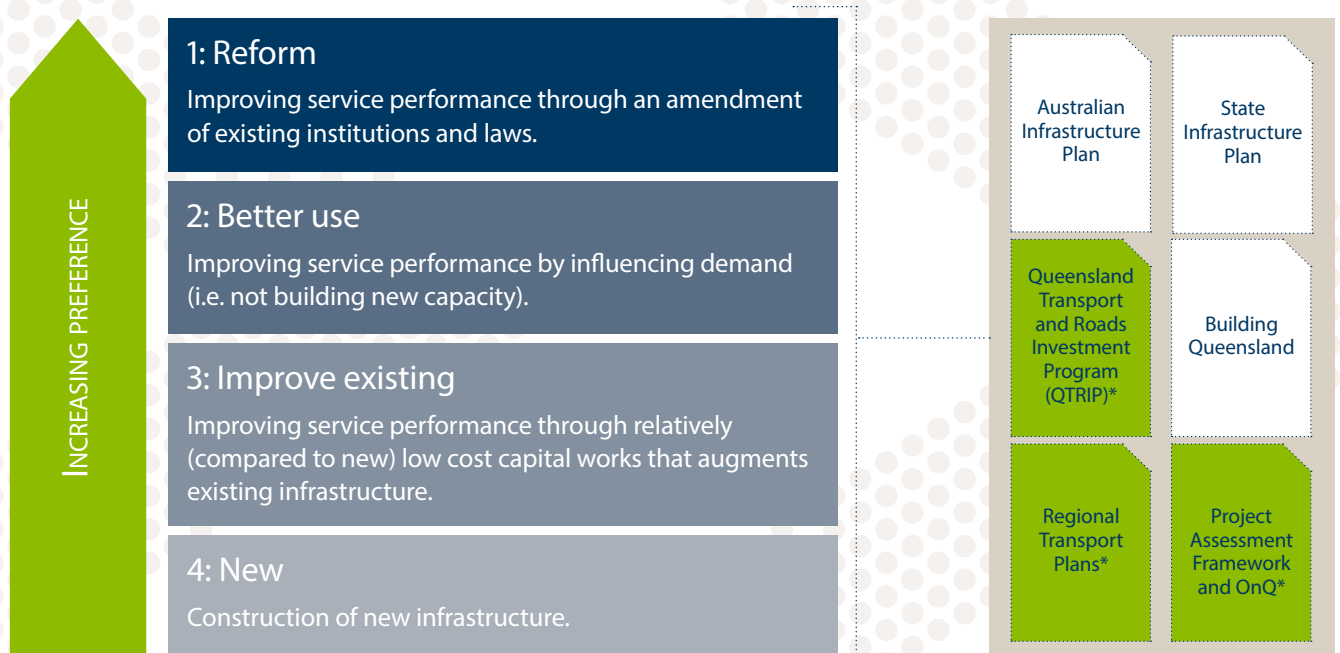 INCREASING PREFERENCE
1: Reform
Improving service performance through an amendment
of existing institutions and laws.
2: Better use
Improving service performance by influencing demand
(i.e. not building new capacity).
3: Improve existing
Improving service performance through relatively
(compared to new) low cost capital works that augments
existing infrastructure.
4: New
Construction of new infrastructure.
Australian
Infrastructure
Plan
State
Infrastructure
Plan
Queensland
Transport
and Roads
Investment
Program
(QTRIP)*
Building
Queensland
Regional
Transport
Plans*
Project
Assessment
Framework
and OnQ*